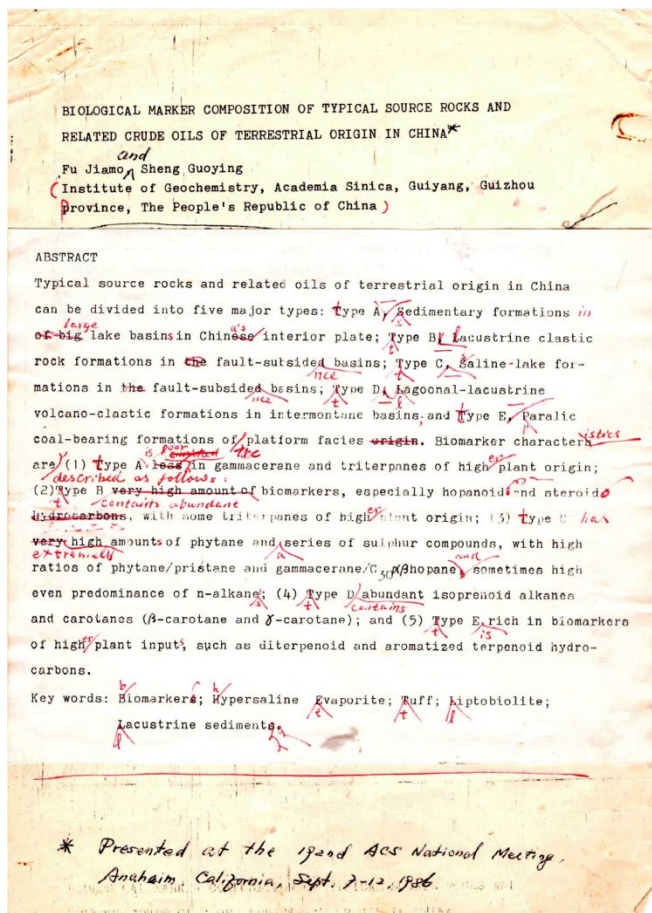 BIOLOGICAL MARKER COMPOSITION OF TYPICAL SOURCE ROCKS AND
RELATED CRUDE OILS OF TERRESTRIAL ORIGIN IN CHINA*
and
Fu Jiamo, Sheng Guoying
(Institute of Geochemistry, Academia Sinica, Guiyang, Guizhou
Province, The People's Republic of China)
ABSTRACT
Typical source rocks and related oils of terrestrial origin in China
can be divided into five major types: type A, Sedimentary formations in
large a's
of big lake basins in Chinese interior plate; Type B, Lacustrine clastic
rock formations in the fault-subsided basins; Type C, Saline-lake for-
nce
mations in the fault-subsided basins; Type D, Lagoonal-lacustrine
nce
volcano-clastic formations in intermontane basins, and type E, Paralic
coal-bearing formations of platform facies origin. Biomarker characteristics
is poor the
are (1) type A less in gammacerane and triterpanes of higher plant origin;
described as follows:
(2) Type B very high amount of biomarkers, especially hopanoid and steroid
contains abundant
hydrocarbons, with some triterpanes of higher plant origin; (3) type C has
very high amounts of phytane and series of sulphur compounds, with high
extremely a
ratios of phytane/pristane and gammacerane/C30 αβhopane, and sometimes high
even predominance of n-alkanes; (4) Type D abundant isoprenoid alkanes
contains
and carotanes (β-carotane and γ-carotane); and (5) Type E rich in biomarkers
is
of higher plant inputs, such as diterpenoid and aromatized terpenoid hydro-
carbons.
Key words: Biomarkers; Hypersaline Evaporite; Tuff; Liptobiolite;
Lacustrine sediments.
* Presented at the 192nd ACS National Meeting,
Anaheim, California, Sept. 7-12, 1986